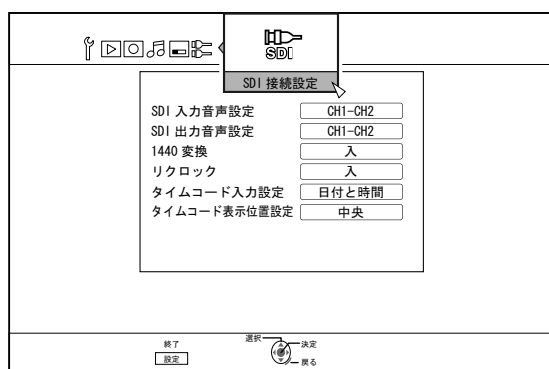 SDI
SDI 接続設定
SDI 入力音声設定 CH1-CH2
SDI 出力音声設定 CH1-CH2
1440 変換 入
リクロック 入
タイムコード入力設定 日付と時間
タイムコード表示位置設定 中央
終了
設定
選択
決定
戻る